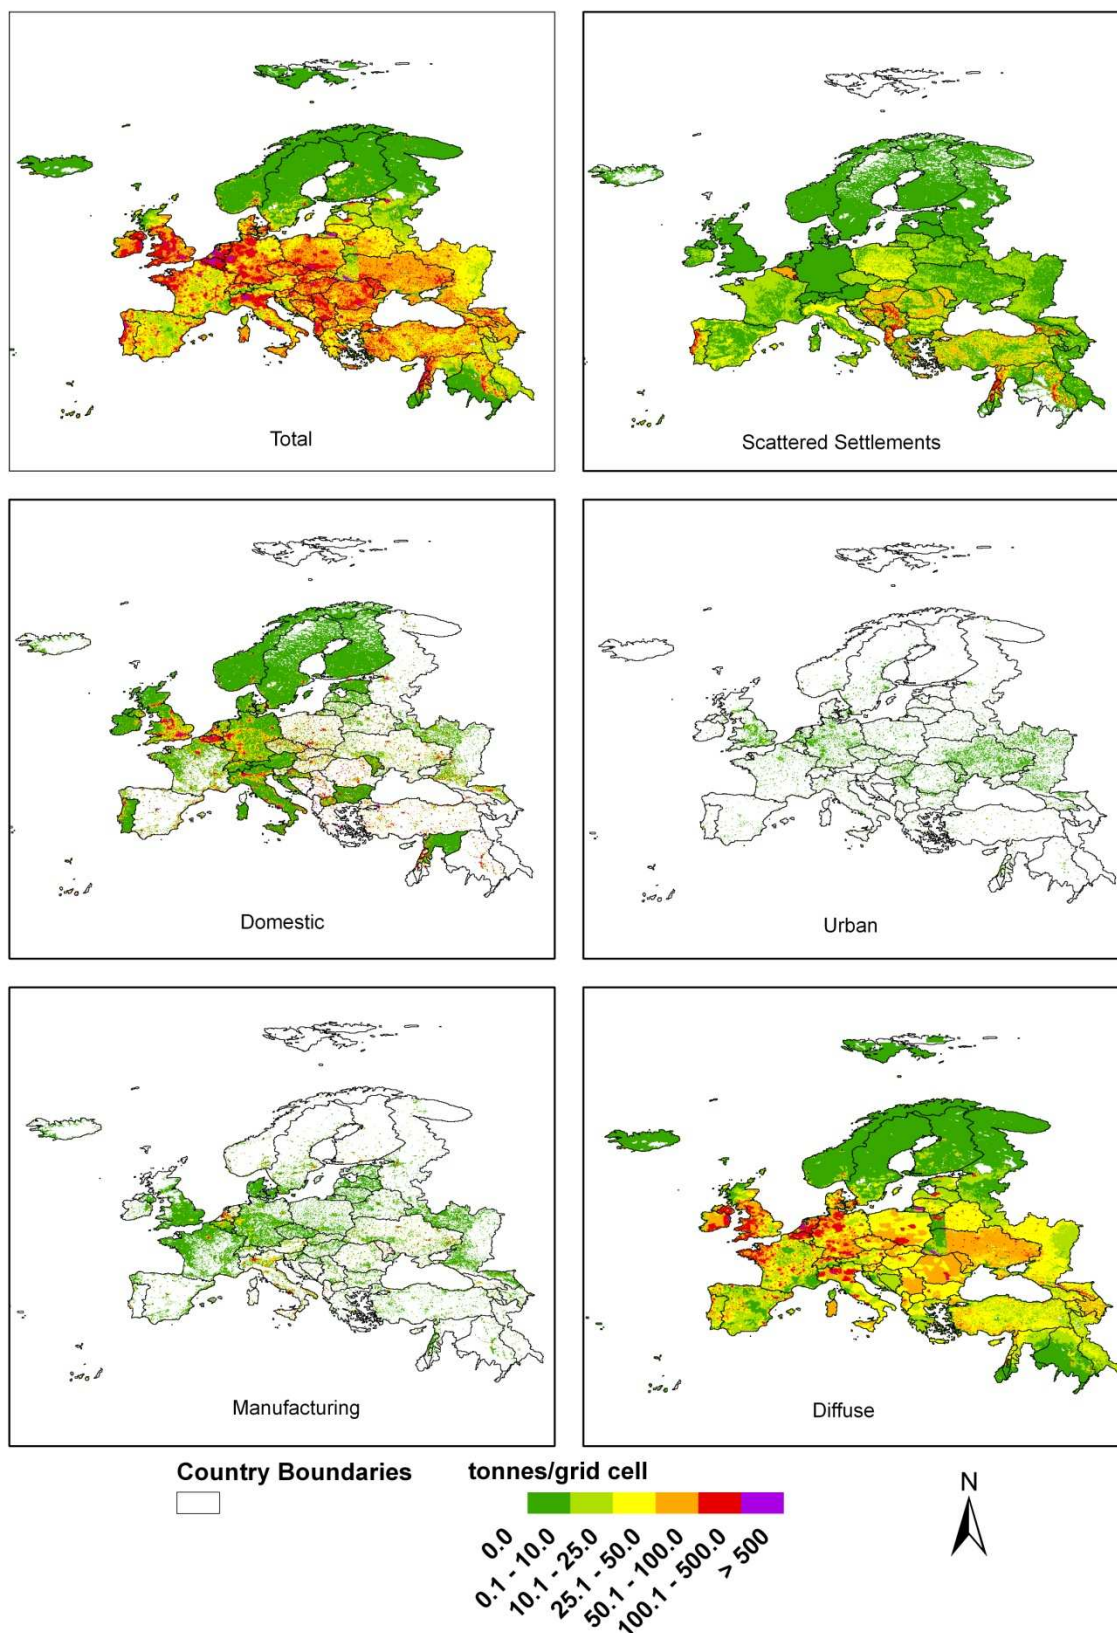 Total
Scattered Settlements
Domestic
Urban
Manufacturing
Diffuse
Country Boundaries
tonnes/grid cell
0.0
0.1 - 10.0
10.1 - 25.0
25.1 - 50.0
50.1 - 100.0
100.1 - 500.0
> 500
N